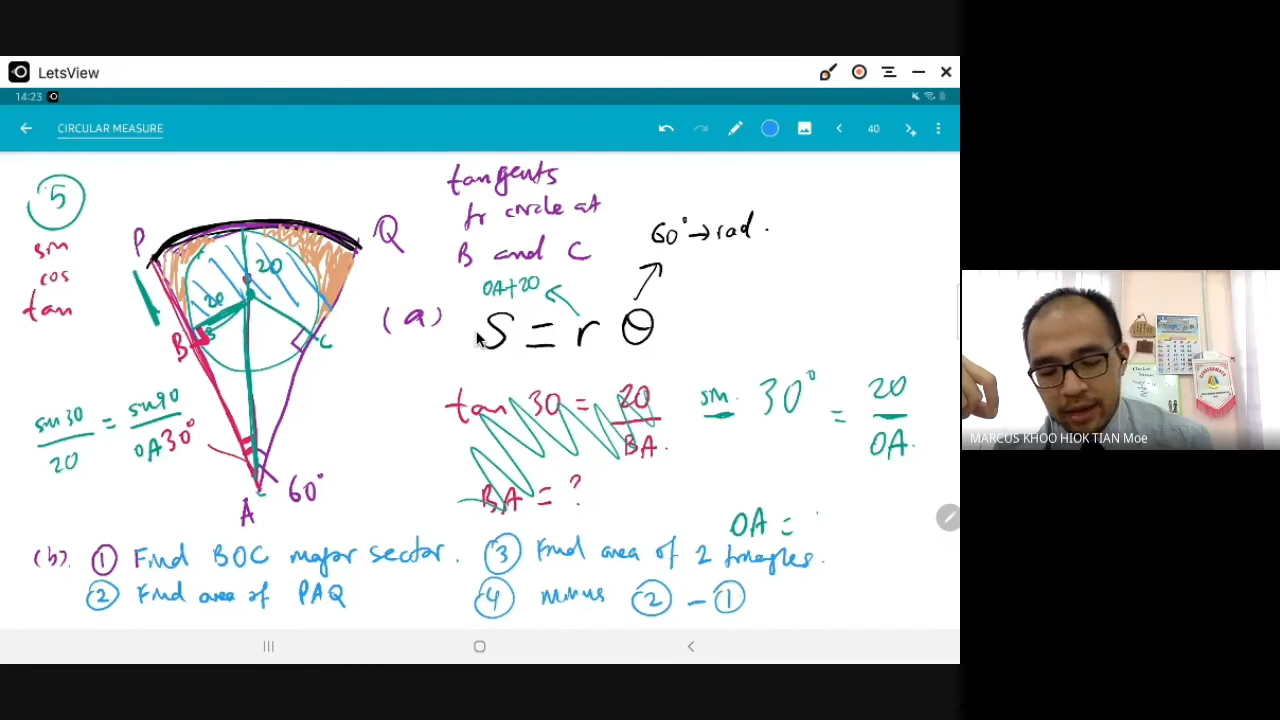 LetsView
14:23
CIRCULAR MEASURE
40
5
sin
cos
tan
P
Q
20
20
B
C
A
30°
60°
sin 30 / 20 = sin 90 / OA
tangents
to circle at
B and C
60° → rad.
OA+20
(a)
S = r θ
tan 30 = 20 / BA.
BA = ?
sin 30° = 20 / OA.
OA =
(b). ① Find BOC major sector.
② Find area of PAQ
③ Find area of 2 triangles.
④ minus ② - ①
MARCUS KHOO HIOK TIAN Moe